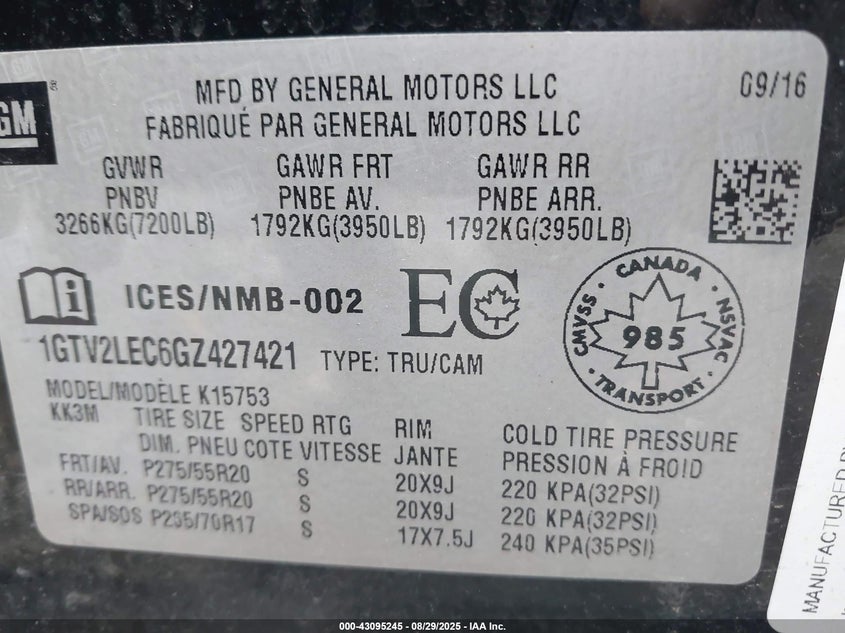 GM
MFD BY GENERAL MOTORS LLC 09/16
FABRIQUÉ PAR GENERAL MOTORS LLC
GVWR GAWR FRT GAWR RR
PNBV PNBE AV. PNBE ARR.
3266KG(7200LB) 1792KG(3950LB) 1792KG(3950LB)
ICES/NMB-002 EC
CANADA
CMVSS 985 NSVAC
TRANSPORT
1GTV2LEC6GZ427421 TYPE: TRU/CAM
MODEL/MODÈLE K15753
KK3M TIRE SIZE SPEED RTG RIM COLD TIRE PRESSURE
DIM. PNEU COTE VITESSE JANTE PRESSION À FROID
FRT/AV. P275/55R20 S 20X9J 220 KPA(32PSI)
RR/ARR. P275/55R20 S 20X9J 220 KPA(32PSI)
SPA/SOS P235/70R17 S 17X7.5J 240 KPA(35PSI)
MANUFACTURED
000-43095245 - 08/29/2025 - IAA Inc.